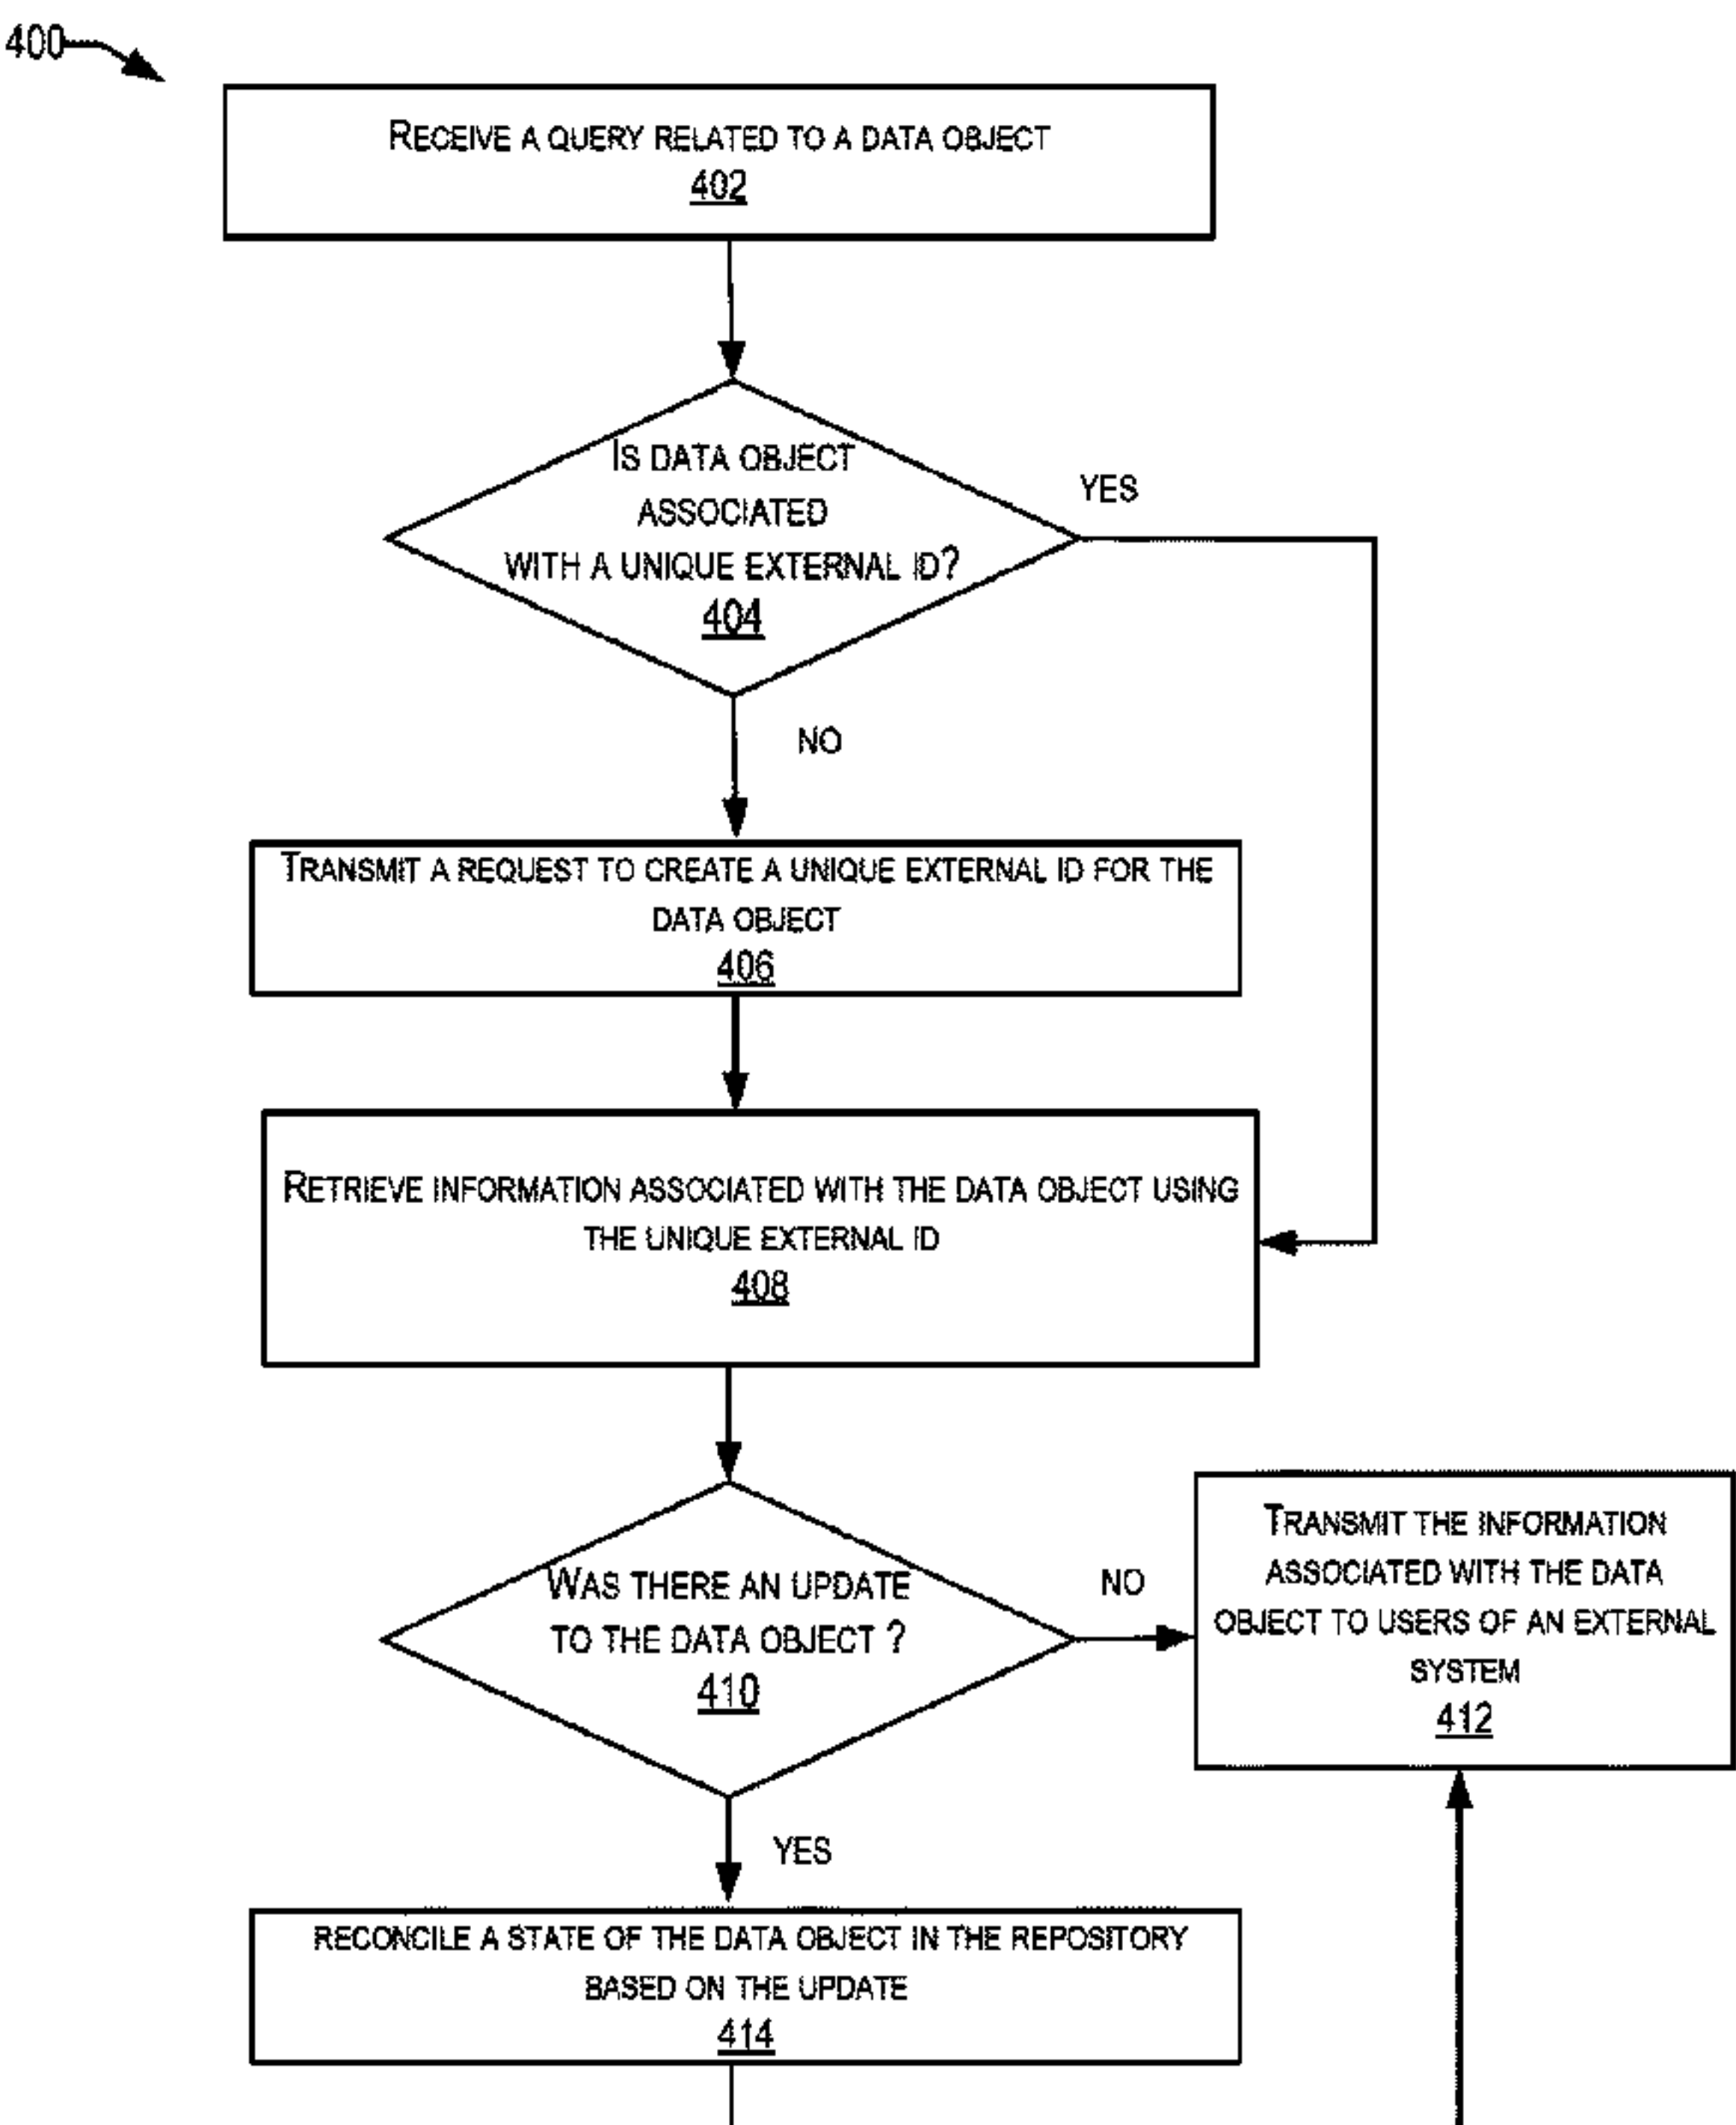 400
RECEIVE A QUERY RELATED TO A DATA OBJECT
402
IS DATA OBJECT
ASSOCIATED
WITH A UNIQUE EXTERNAL ID?
404
YES
NO
TRANSMIT A REQUEST TO CREATE A UNIQUE EXTERNAL ID FOR THE
DATA OBJECT
406
RETRIEVE INFORMATION ASSOCIATED WITH THE DATA OBJECT USING
THE UNIQUE EXTERNAL ID
408
WAS THERE AN UPDATE
TO THE DATA OBJECT ?
410
NO
TRANSMIT THE INFORMATION
ASSOCIATED WITH THE DATA
OBJECT TO USERS OF AN EXTERNAL
SYSTEM
412
YES
RECONCILE A STATE OF THE DATA OBJECT IN THE REPOSITORY
BASED ON THE UPDATE
414